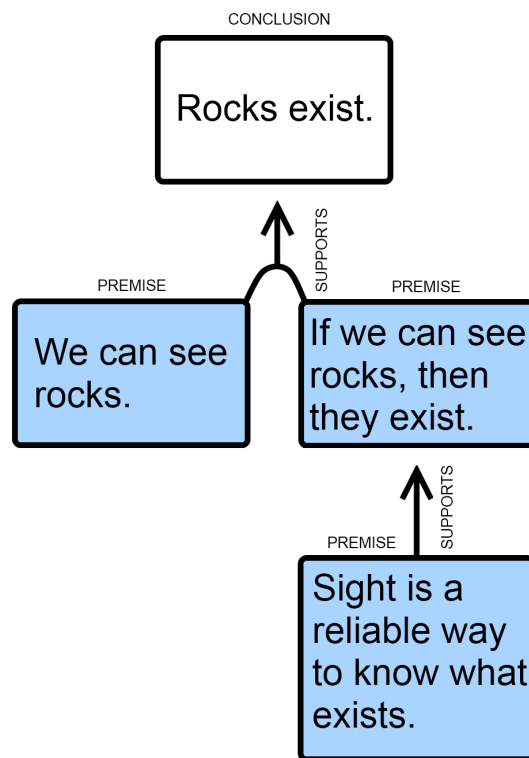 CONCLUSION
Rocks exist.
SUPPORTS
PREMISE
PREMISE
We can see
rocks.
If we can see
rocks, then
they exist.
SUPPORTS
PREMISE
Sight is a
reliable way
to know what
exists.